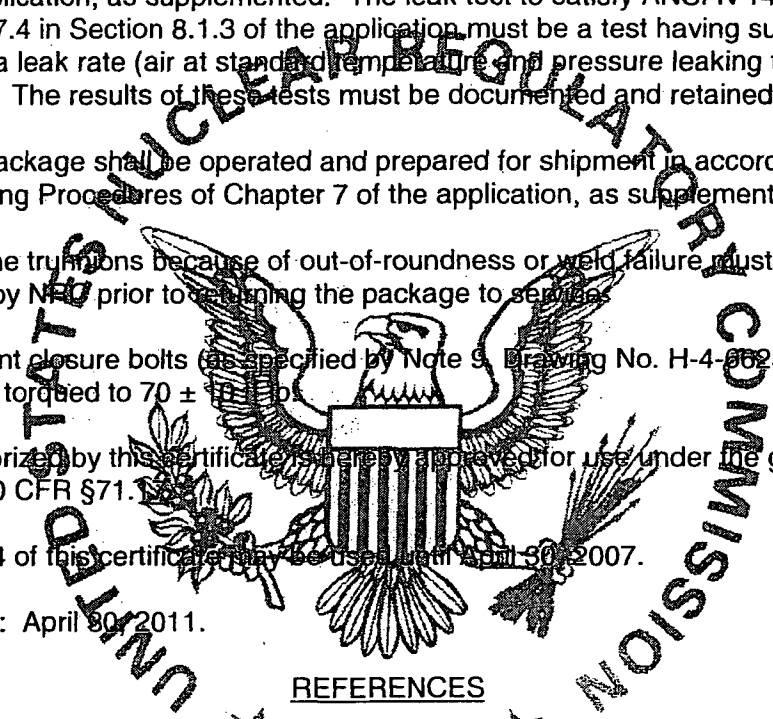 lication, as supplemented. The leak test to satisfy ANSI N14
7.4 in Section 8.1.3 of the application must be a test having su
a leak rate (air at standard temperature and pressure leaking
The results of these tests must be documented and retained
ackage shall be operated and prepared for shipment in accor
ng Procedures of Chapter 7 of the application, as supplement
he trunnions because of out-of-roundness or weld failure must
by NRC prior to returning the package to service.
nt closure bolts (as specified by Note 9, Drawing No. H-4-
torqued to 70 ± 10
orized by this certificate is hereby approved for use under the g
0 CFR §71.
4 of this certificate may be used until April 30, 2007.
: April 30, 2011.
REFERENCES
UNITED STATES NUCLEAR REGULATORY COMMISSION